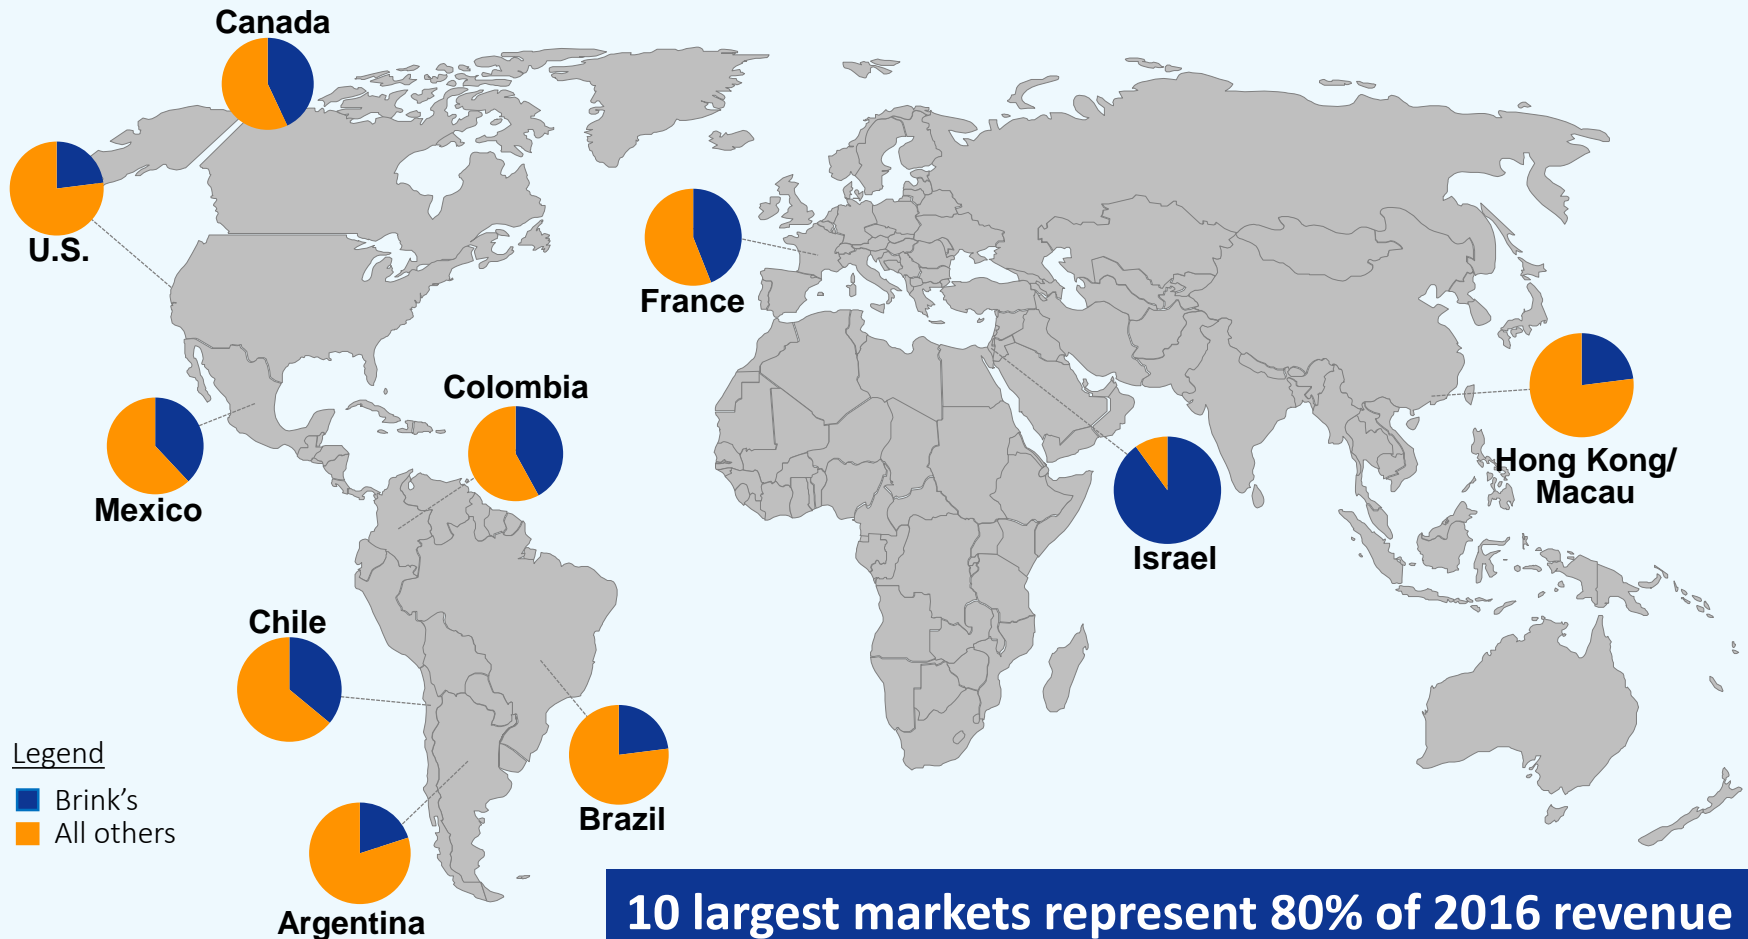 Canada
U.S.
France
Colombia
Mexico
Hong Kong/
Macau
Israel
Chile
Legend
Brink’s
All others
Brazil
Argentina
10 largest markets represent 80% of 2016 revenue